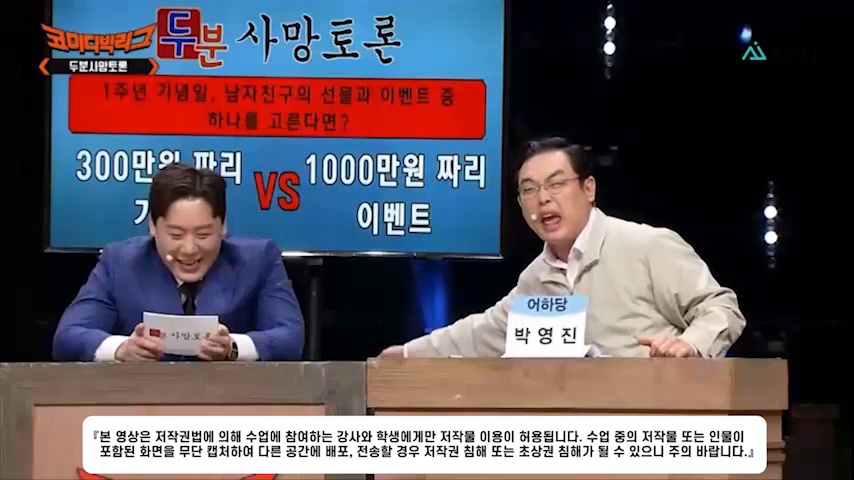 코미디빅리그
두분사망토론
두분 사망토론
1주년 기념일, 남자친구의 선물과 이벤트 중
하나를 고른다면?
300만원 짜리 VS 1000만원 짜리
이벤트
어하당
박영진
두분 사망토론
『본 영상은 저작권법에 의해 수업에 참여하는 강사와 학생에게만 저작물 이용이 허용됩니다. 수업 중의 저작물 또는 인물이
포함된 화면을 무단 캡처하여 다른 공간에 배포, 전송할 경우 저작권 침해 또는 초상권 침해가 될 수 있으니 주의 바랍니다.』